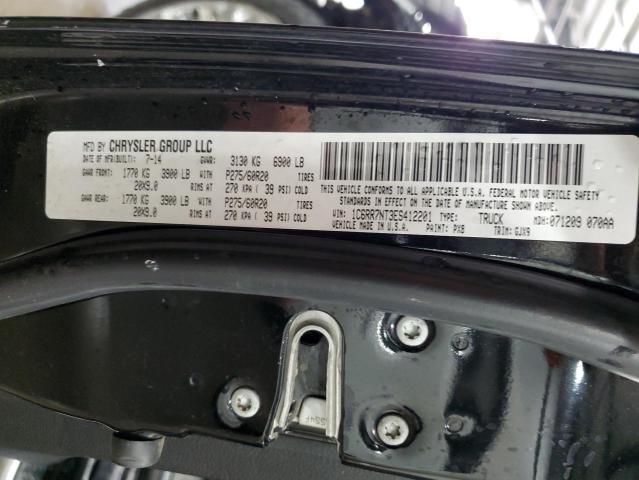 MFD BY CHRYSLER GROUP LLC
DATE OF MFR(BUILT): 7-14 GVWR: 3130 KG 6900 LB
GAWR FRONT: 1770 KG 3900 LB WITH P275/60R20 TIRES
20X9.0 RIMS AT 270 KPA ( 39 PSI) COLD
GAWR REAR: 1770 KG 3900 LB WITH P275/60R20 TIRES
20X9.0 RIMS AT 270 KPA ( 39 PSI) COLD
THIS VEHICLE CONFORMS TO ALL APPLICABLE U.S.A. FEDERAL MOTOR VEHICLE SAFETY
STANDARDS IN EFFECT ON THE DATE OF MANUFACTURE SHOWN ABOVE.
VIN: 1C6RR7NT3ES412201 TYPE: TRUCK MDH: 071209 070AA
VEHICLE MADE IN U.S.A. PAINT: PX8 TRIM: GJX9